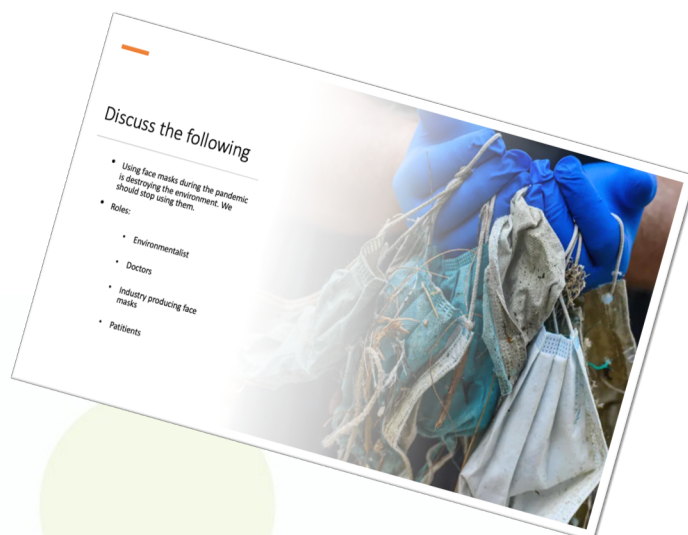 Discuss the following
• Using face masks during the pandemic
is destroying the environment. We
should stop using them.
• Roles:
• Environmentalist
• Doctors
• Industry producing face
masks
• Patitients